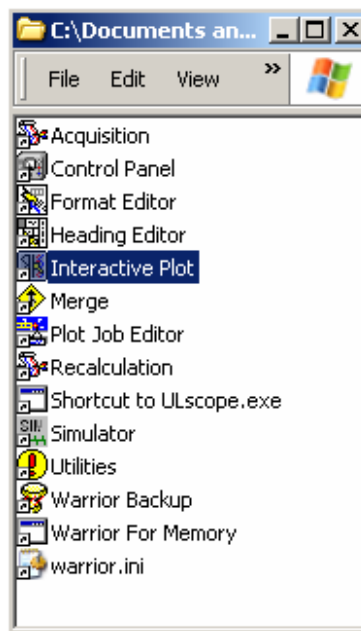 C:\Documents an...
File Edit View »
Acquisition
Control Panel
Format Editor
Heading Editor
Interactive Plot
Merge
Plot Job Editor
Recalculation
Shortcut to ULscope.exe
Simulator
Utilities
Warrior Backup
Warrior For Memory
warrior.ini